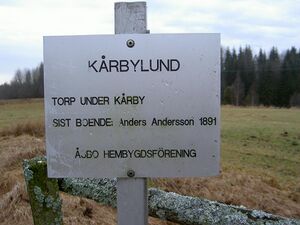 KÅRBYLUND
TORP UNDER KÅRBY
SIST BOENDE: Anders Andersson 1891
ÅSBO HEMBYGDSFÖRENING